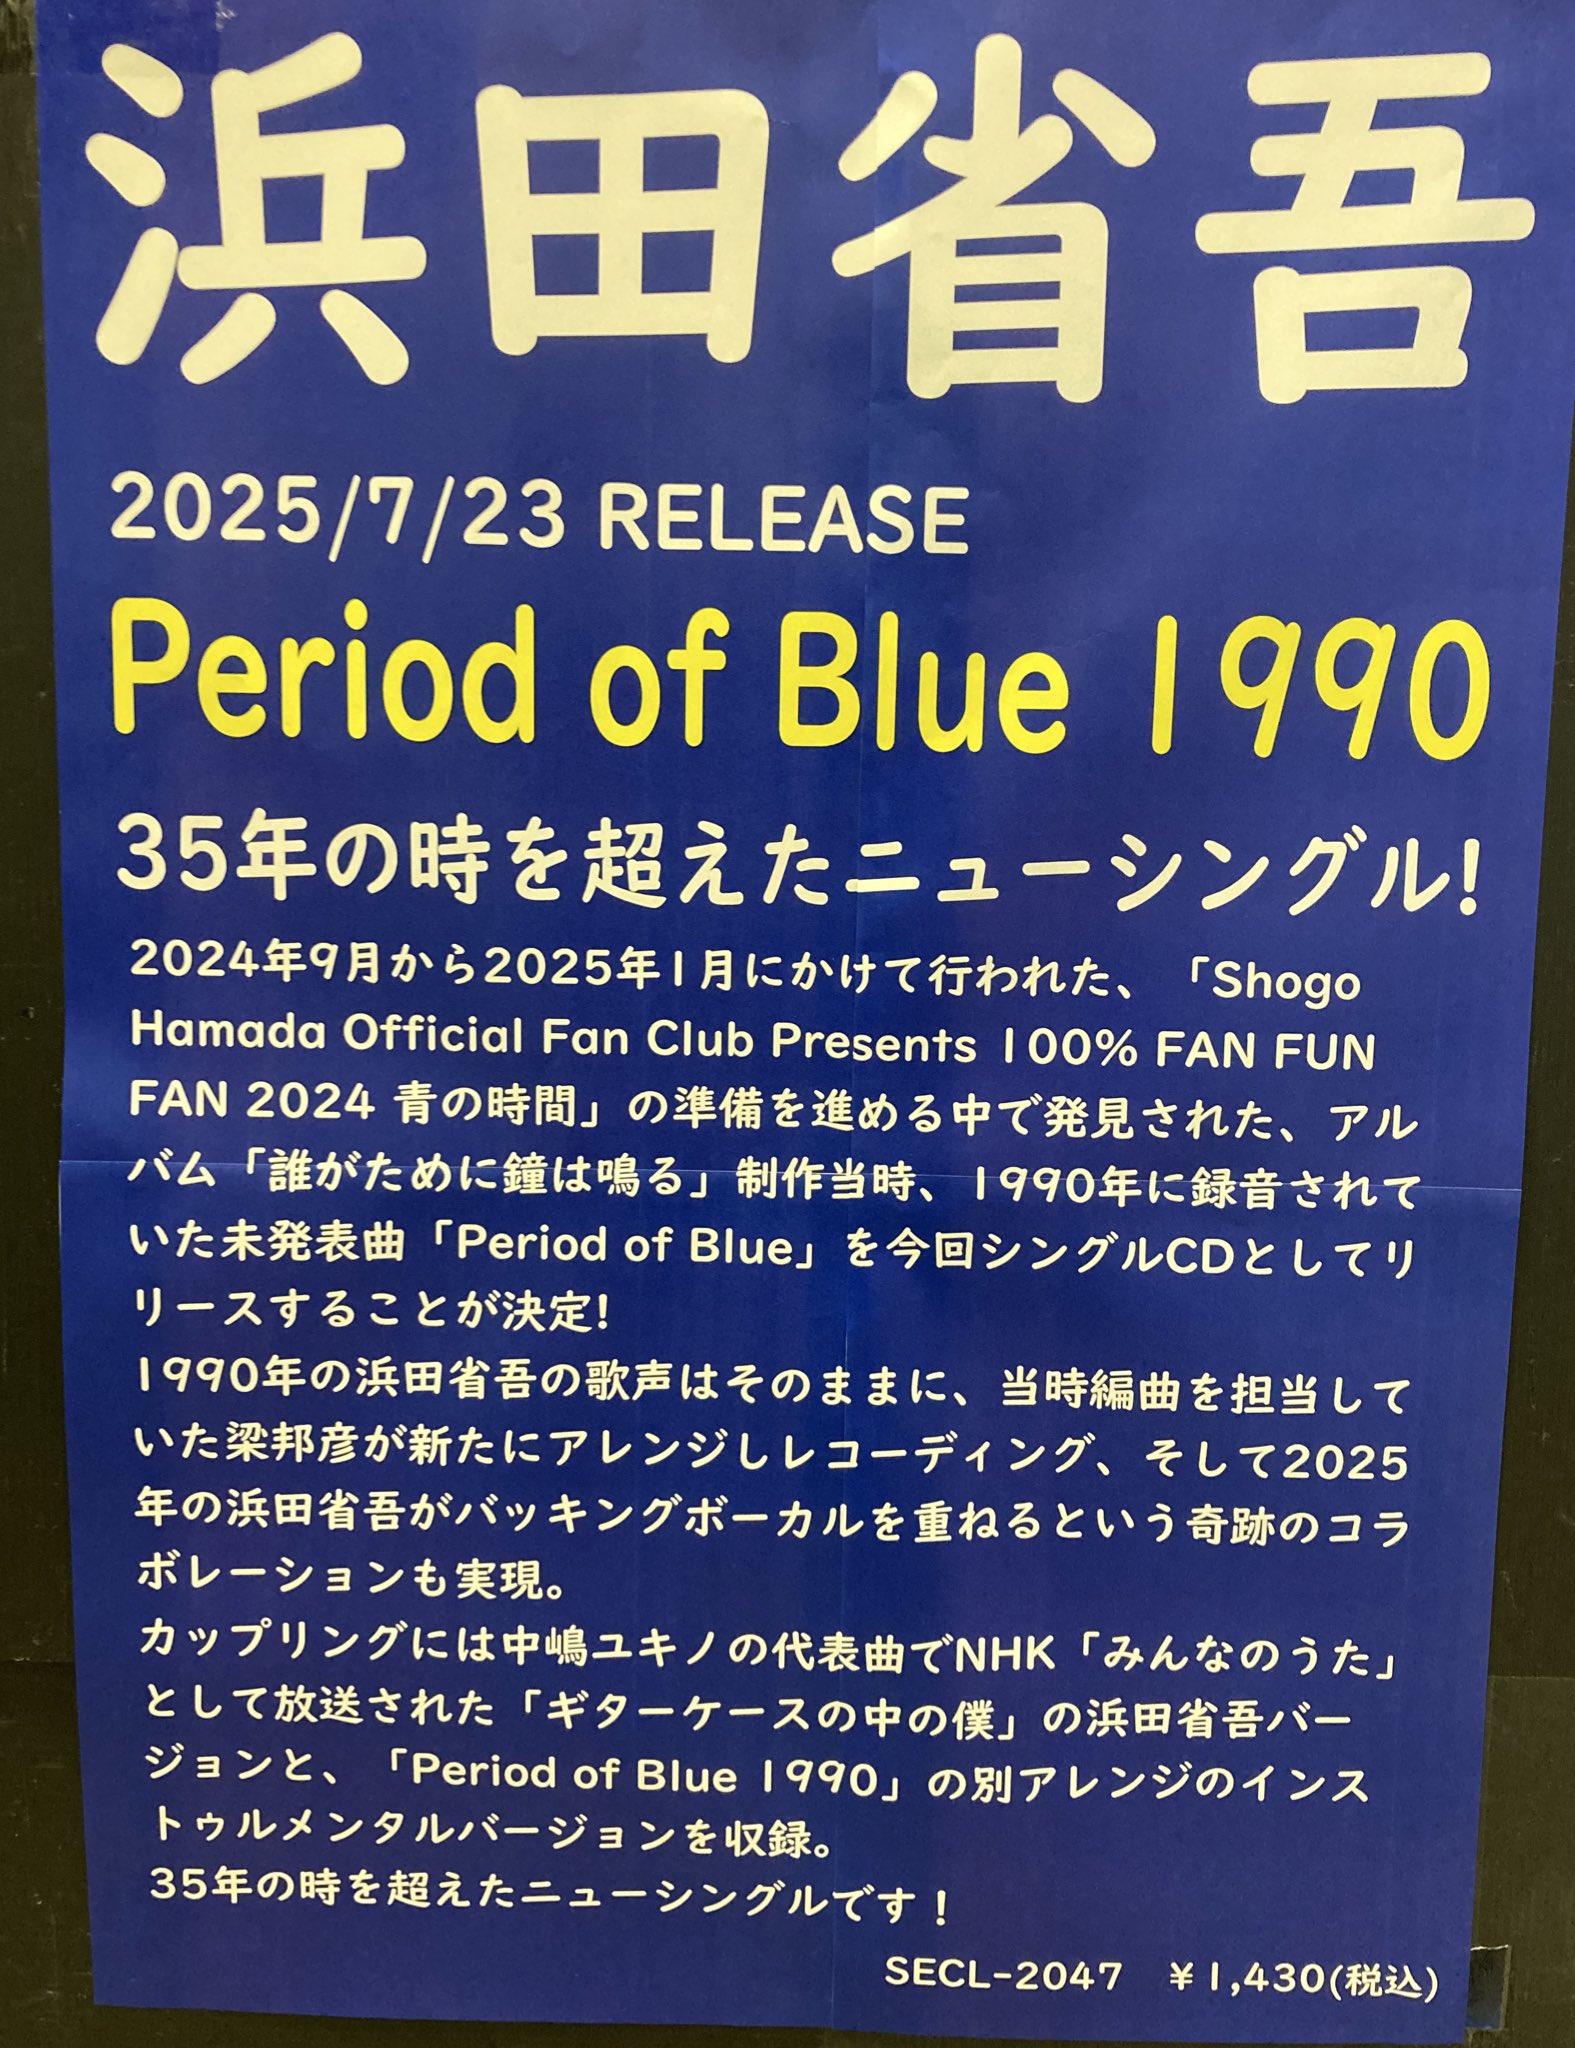 浜田省吾
2025/7/23 RELEASE
Period of Blue 1990
35年の時を超えたニューシングル!
2024年9月から2025年1月にかけて行われた、「Shogo
Hamada Official Fan Club Presents 100% FAN FUN
FAN 2024 青の時間」の準備を進める中で発見された、アル
バム「誰がために鐘は鳴る」制作当時、1990年に録音されて
いた未発表曲「Period of Blue」を今回シングルCDとしてリ
リースすることが決定!
1990年の浜田省吾の歌声はそのままに、当時編曲を担当して
いた梁邦彦が新たにアレンジしレコーディング、そして2025
年の浜田省吾がバッキングボーカルを重ねるという奇跡のコラ
ボレーションも実現。
カップリングには中嶋ユキノの代表曲でNHK「みんなのうた」
として放送された「ギターケースの中の僕」の浜田省吾バー
ジョンと、「Period of Blue 1990」の別アレンジのインス
トゥルメンタルバージョンを収録。
35年の時を超えたニューシングルです！
SECL-2047 ¥1,430(税込)